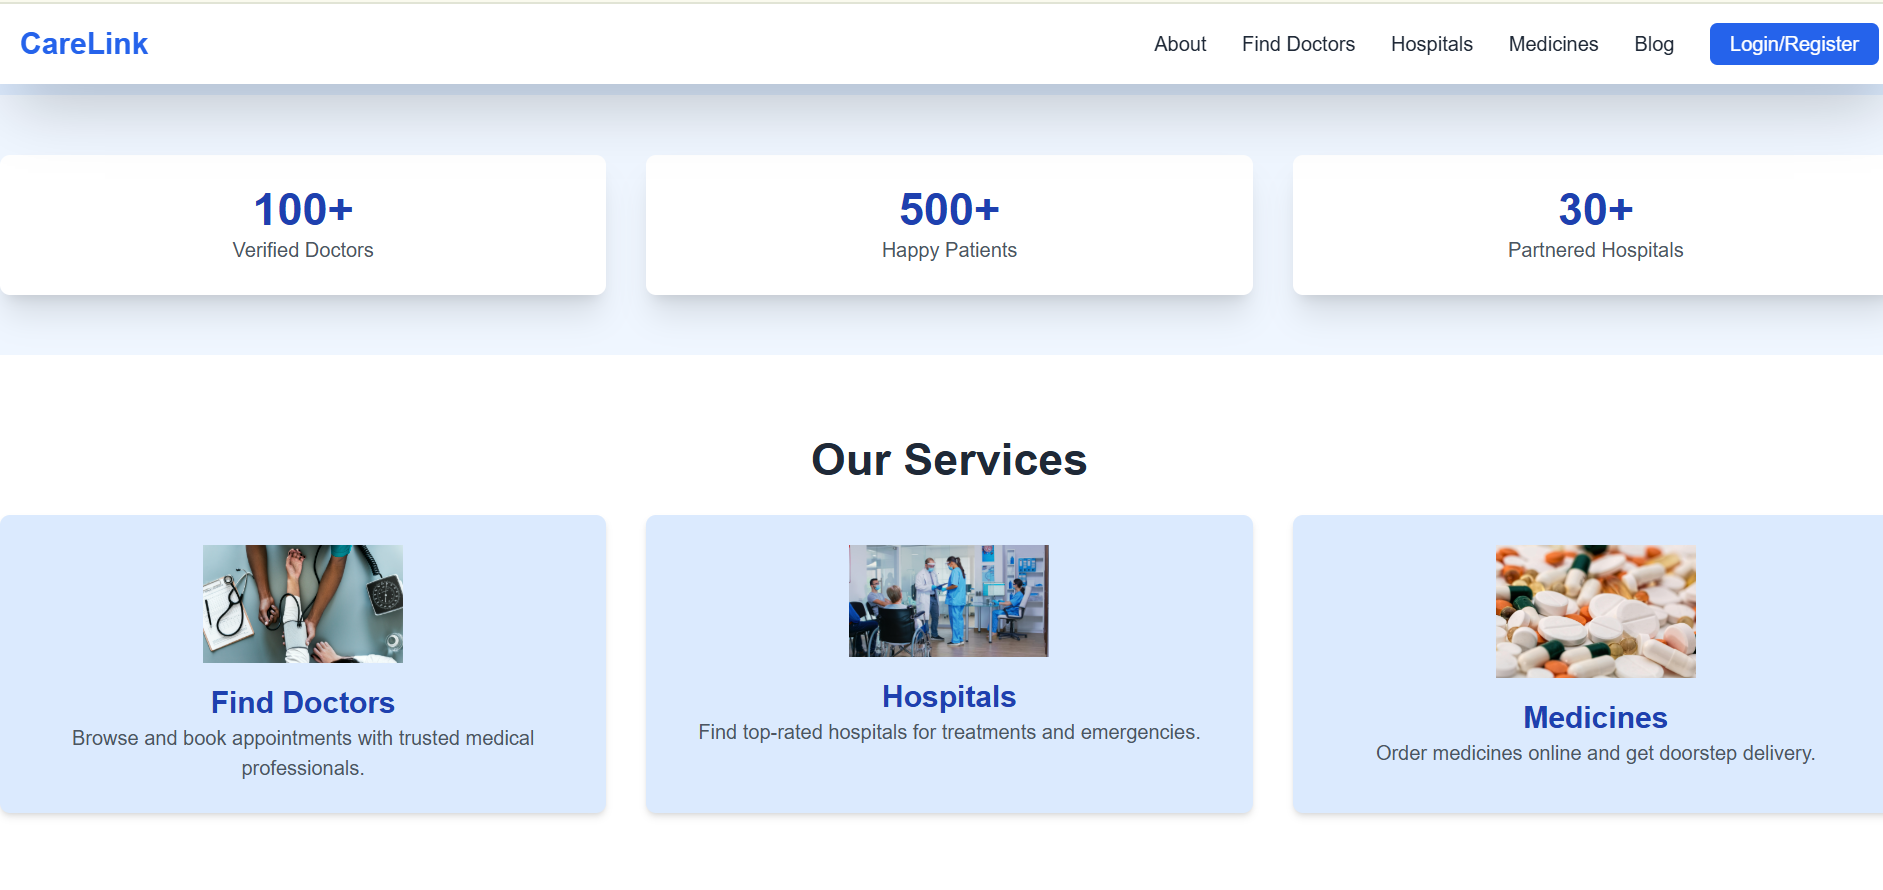 CareLink
About
Find Doctors
Hospitals
Medicines
Blog
Login/Register
100+
Verified Doctors
500+
Happy Patients
30+
Partnered Hospitals
Our Services
Find Doctors
Browse and book appointments with trusted medical
professionals.
Hospitals
Find top-rated hospitals for treatments and emergencies.
Medicines
Order medicines online and get doorstep delivery.